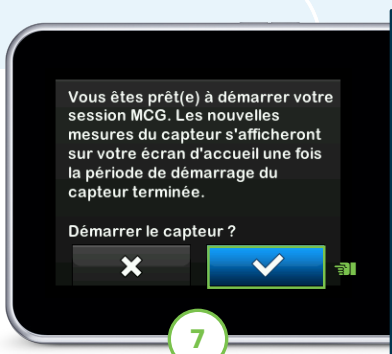 Vous êtes prêt(e) à démarrer votre
session MCG. Les nouvelles
mesures du capteur s'afficheront
sur votre écran d'accueil une fois
la période de démarrage du
capteur terminée.
Démarrer le capteur ?
7